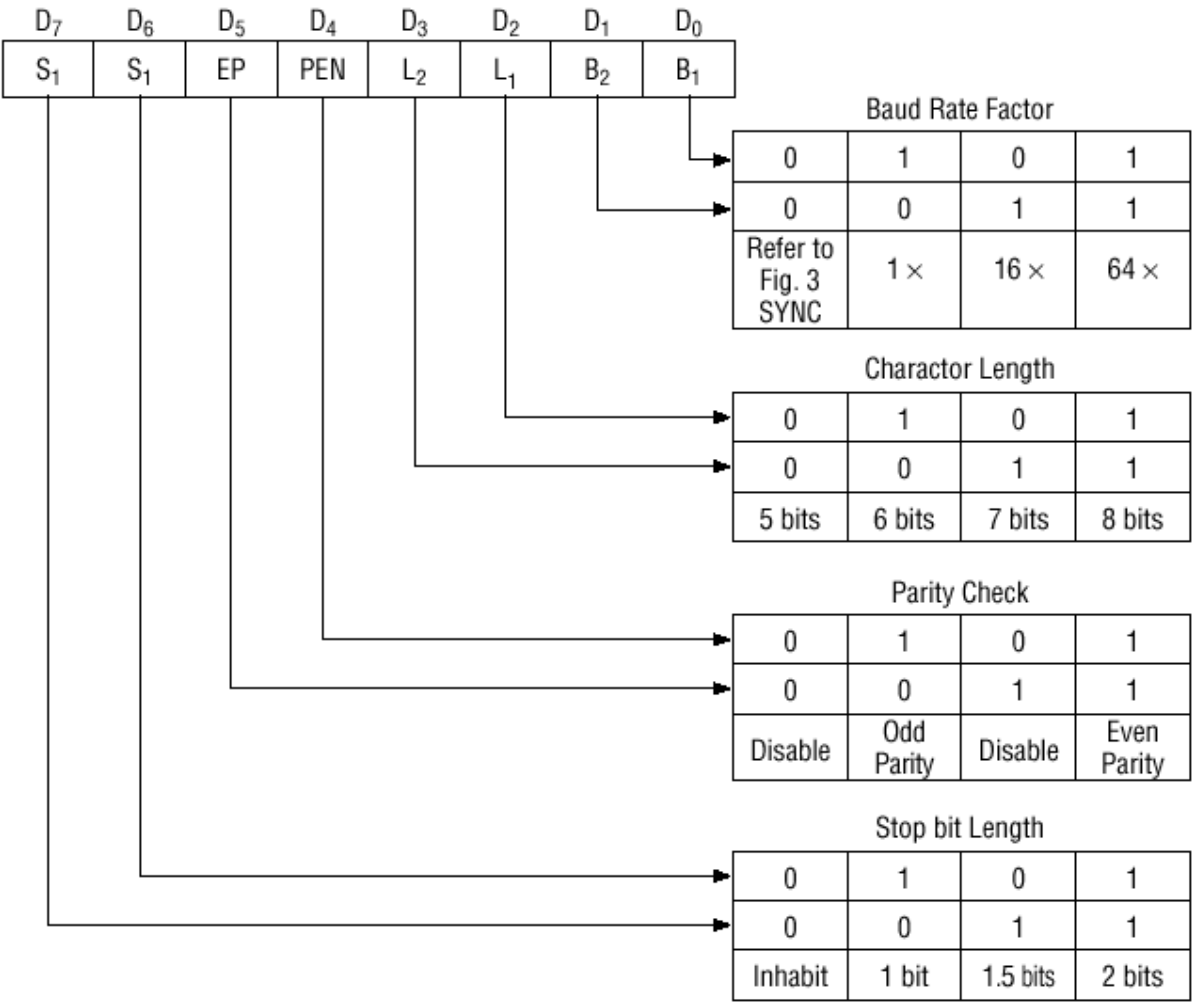 D₇ D₆ D₅ D₄ D₃ D₂ D₁ D₀
S₁ S₁ EP PEN L₂ L₁ B₂ B₁
Baud Rate Factor
0 1 0 1
0 0 1 1
Refer to
Fig. 3
SYNC
1 × 16 × 64 ×
Charactor Length
0 1 0 1
0 0 1 1
5 bits 6 bits 7 bits 8 bits
Parity Check
0 1 0 1
0 0 1 1
Disable
Odd
Parity
Disable
Even
Parity
Stop bit Length
0 1 0 1
0 0 1 1
Inhabit 1 bit 1.5 bits 2 bits